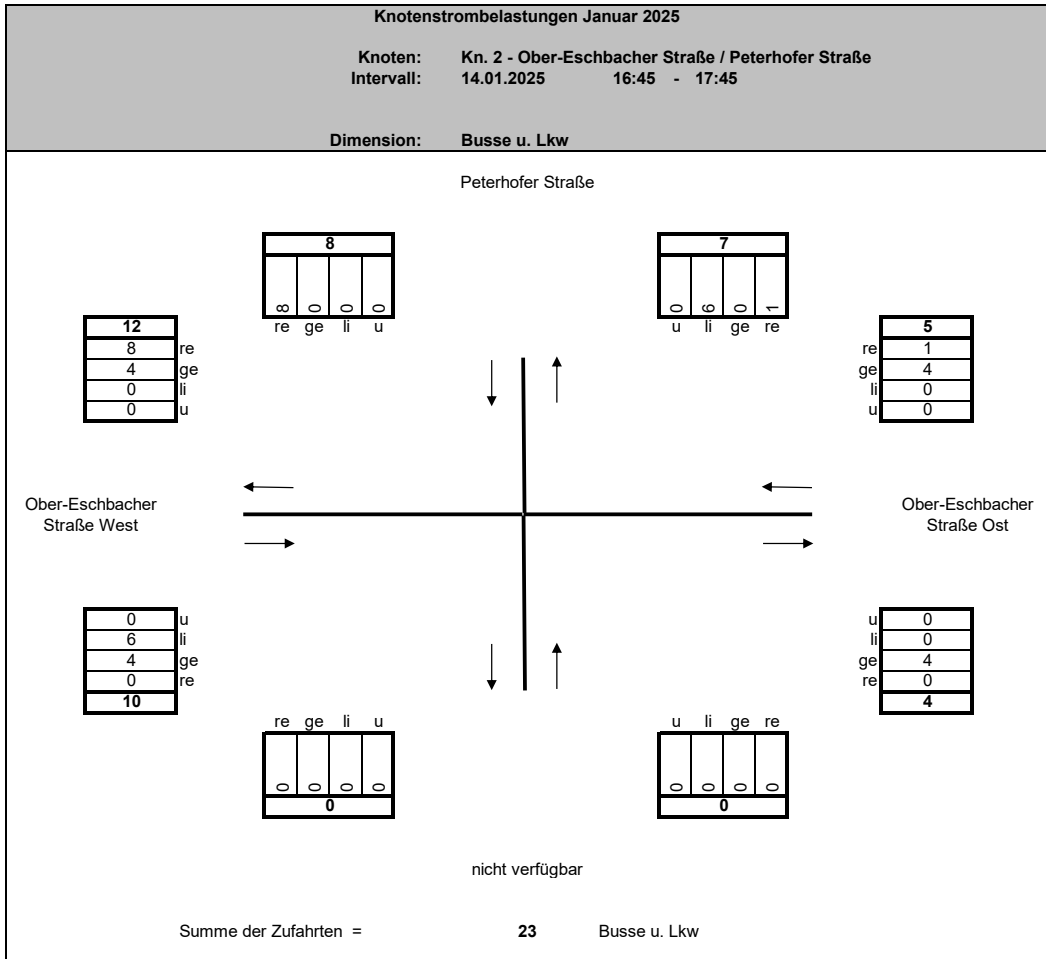 Knotenstrombelastungen Januar 2025
Knoten: Kn. 2 - Ober-Eschbacher Straße / Peterhofer Straße
Intervall: 14.01.2025 16:45 - 17:45
Dimension: Busse u. Lkw
Peterhofer Straße
8
8 0 0 0
re ge li u
7
0 6 0 1
u li ge re
12
8 re
4 ge
0 li
0 u
5
re 1
ge 4
li 0
u 0
Ober-Eschbacher
Straße West
Ober-Eschbacher
Straße Ost
0 u
6 li
4 ge
0 re
10
u 0
li 0
ge 4
re 0
4
re ge li u
0 0 0 0
0
u li ge re
0 0 0 0
0
nicht verfügbar
Summe der Zufahrten = 23 Busse u. Lkw